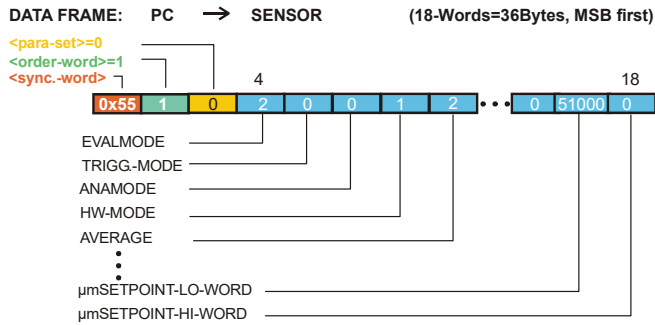 DATA FRAME: PC → SENSOR (18-Words=36Bytes, MSB first)
<para-set>=0
<order-word>=1
<sync.-word>
4 18
0x55 1 0 2 0 0 1 2 ••• 0 51000 0
EVALMODE
TRIGG.-MODE
ANAMODE
HW-MODE
AVERAGE
µmSETPOINT-LO-WORD
µmSETPOINT-HI-WORD